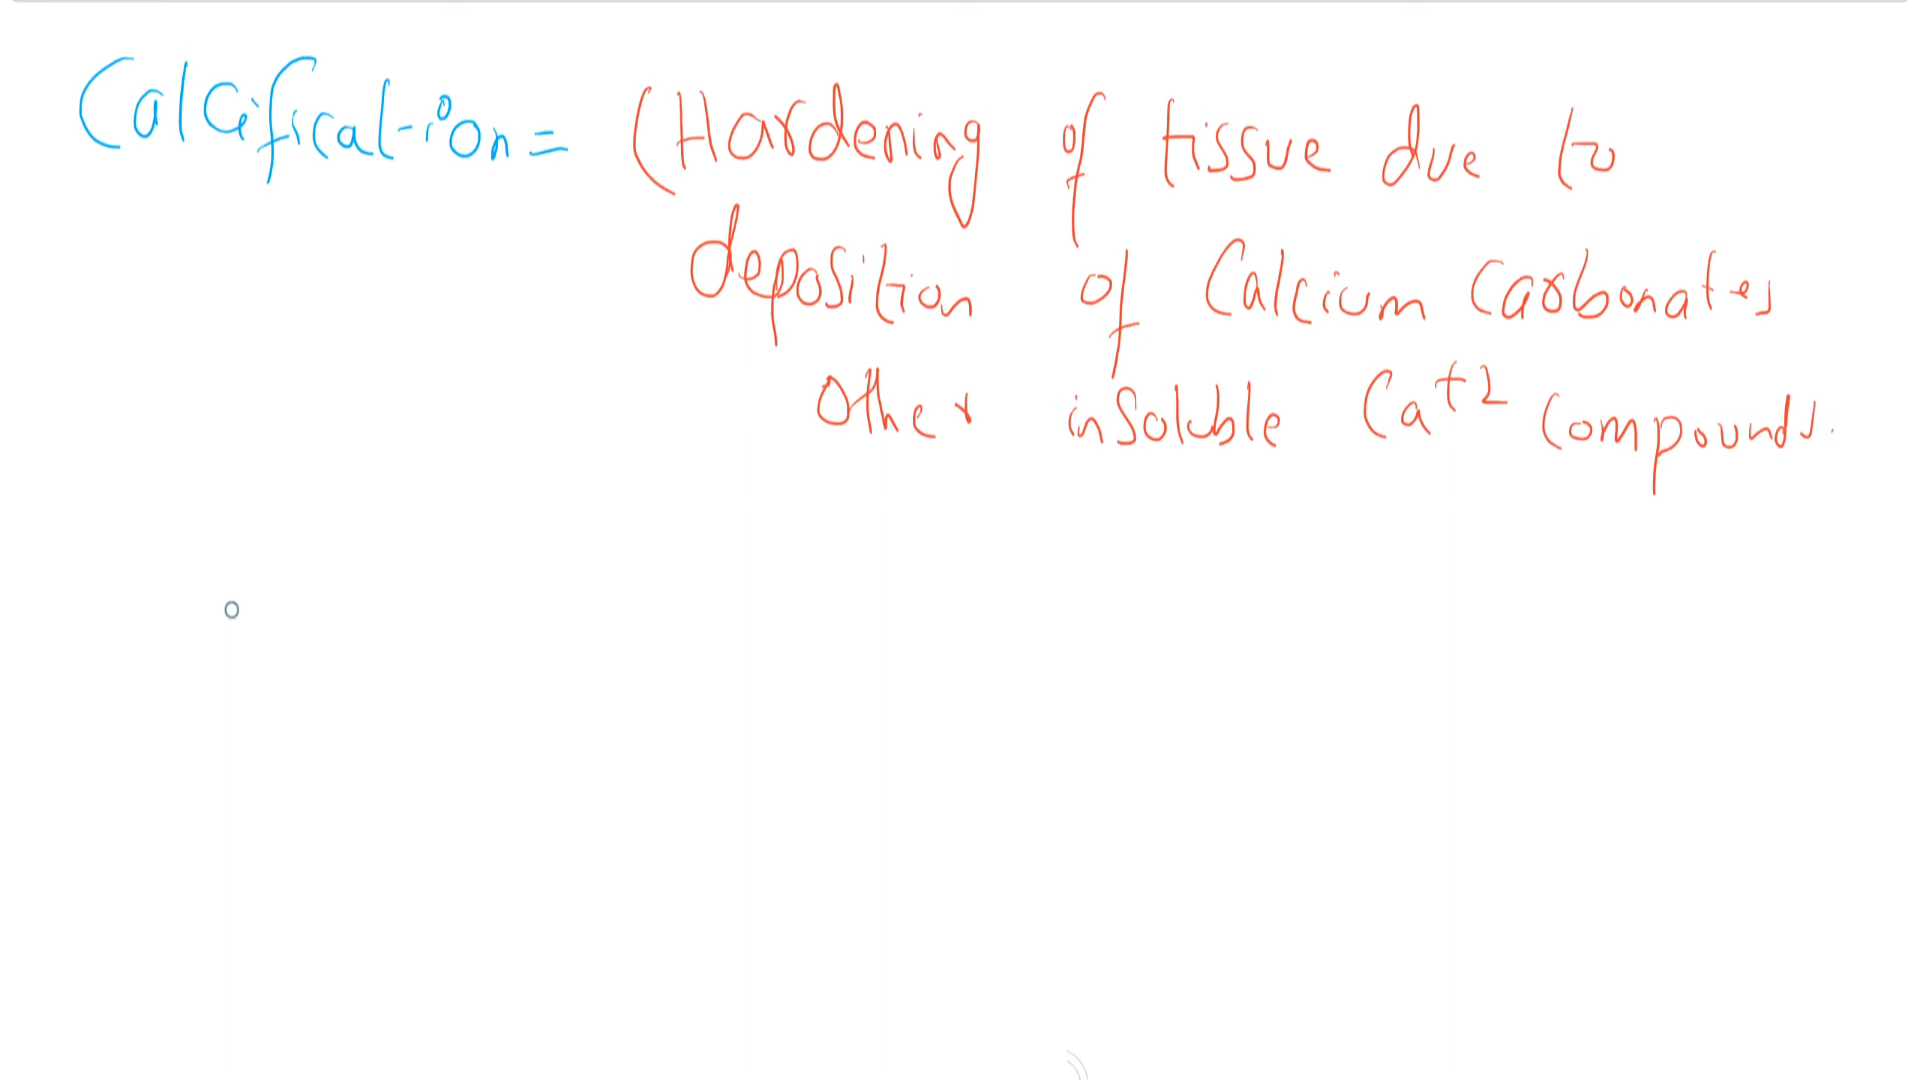 Calcification = (Hardening of tissue due to
deposition of Calcium Carbonates
Other insoluble Ca+2 Compounds.